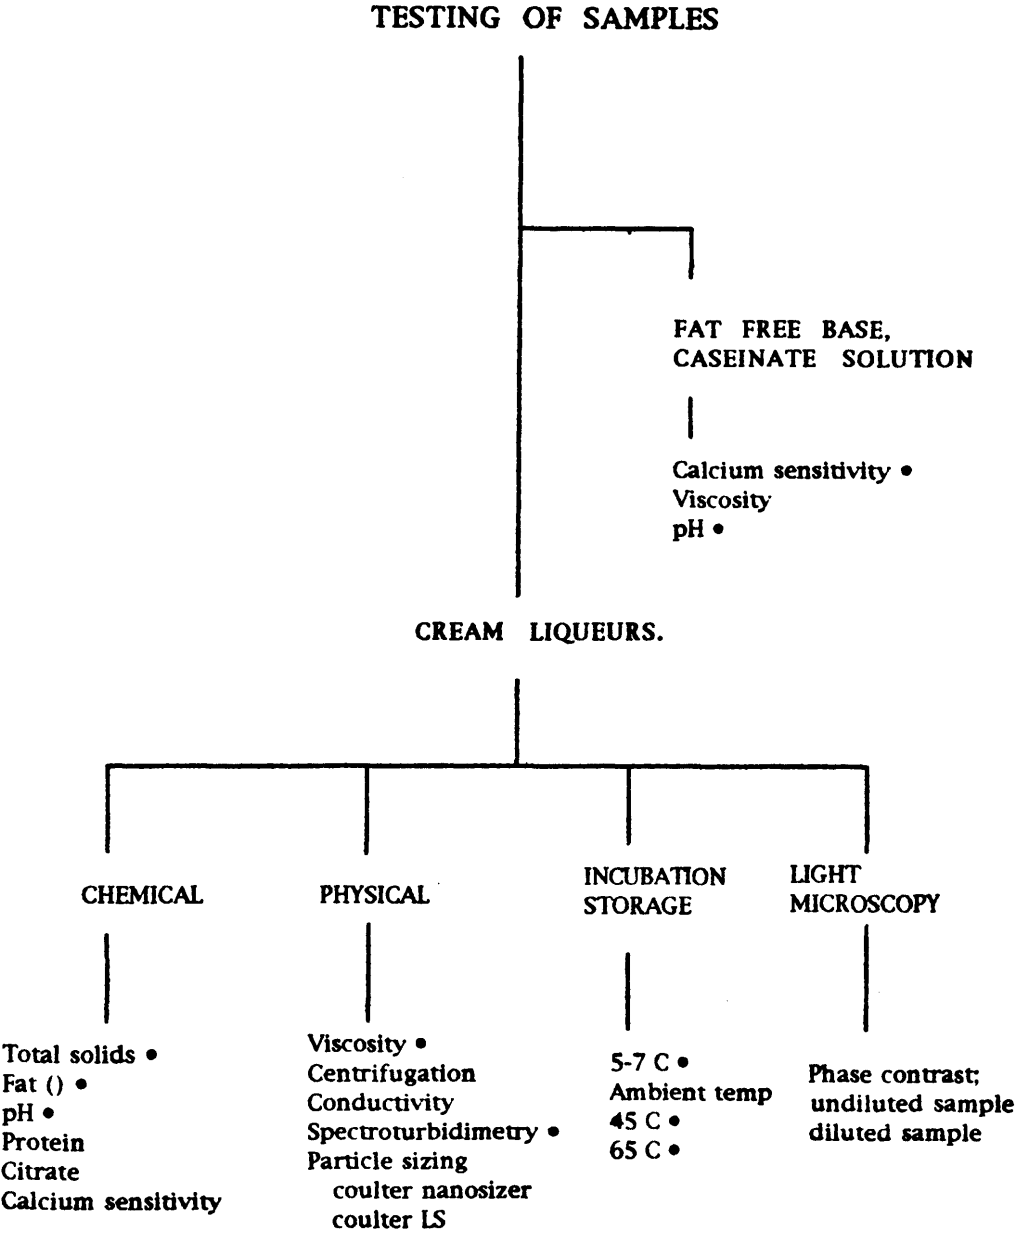 TESTING OF SAMPLES
FAT FREE BASE,
CASEINATE SOLUTION
Calcium sensitivity •
Viscosity
pH •
CREAM LIQUEURS.
CHEMICAL
Total solids •
Fat () •
pH •
Protein
Citrate
Calcium sensitivity
PHYSICAL
Viscosity •
Centrifugation
Conductivity
Spectroturbidimetry •
Particle sizing
coulter nanosizer
coulter LS
INCUBATION
STORAGE
5-7 C •
Ambient temp
45 C •
65 C •
LIGHT
MICROSCOPY
Phase contrast;
undiluted sample
diluted sample